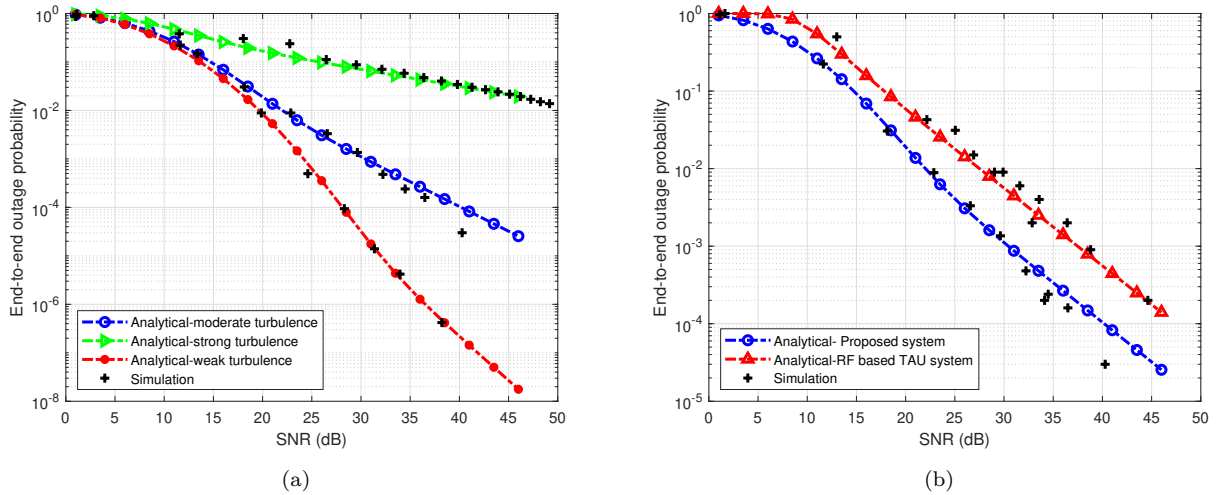 10^0
10^-2
10^-4
10^-6
10^-8
End-to-end outage probability
0 5 10 15 20 25 30 35 40 45 50
SNR (dB)
Analytical-moderate turbulence
Analytical-strong turbulence
Analytical-weak turbulence
Simulation
(a)
10^0
10^-1
10^-2
10^-3
10^-4
10^-5
End-to-end outage probability
0 5 10 15 20 25 30 35 40 45 50
SNR (dB)
Analytical- Proposed system
Analytical-RF based TAU system
Simulation
(b)